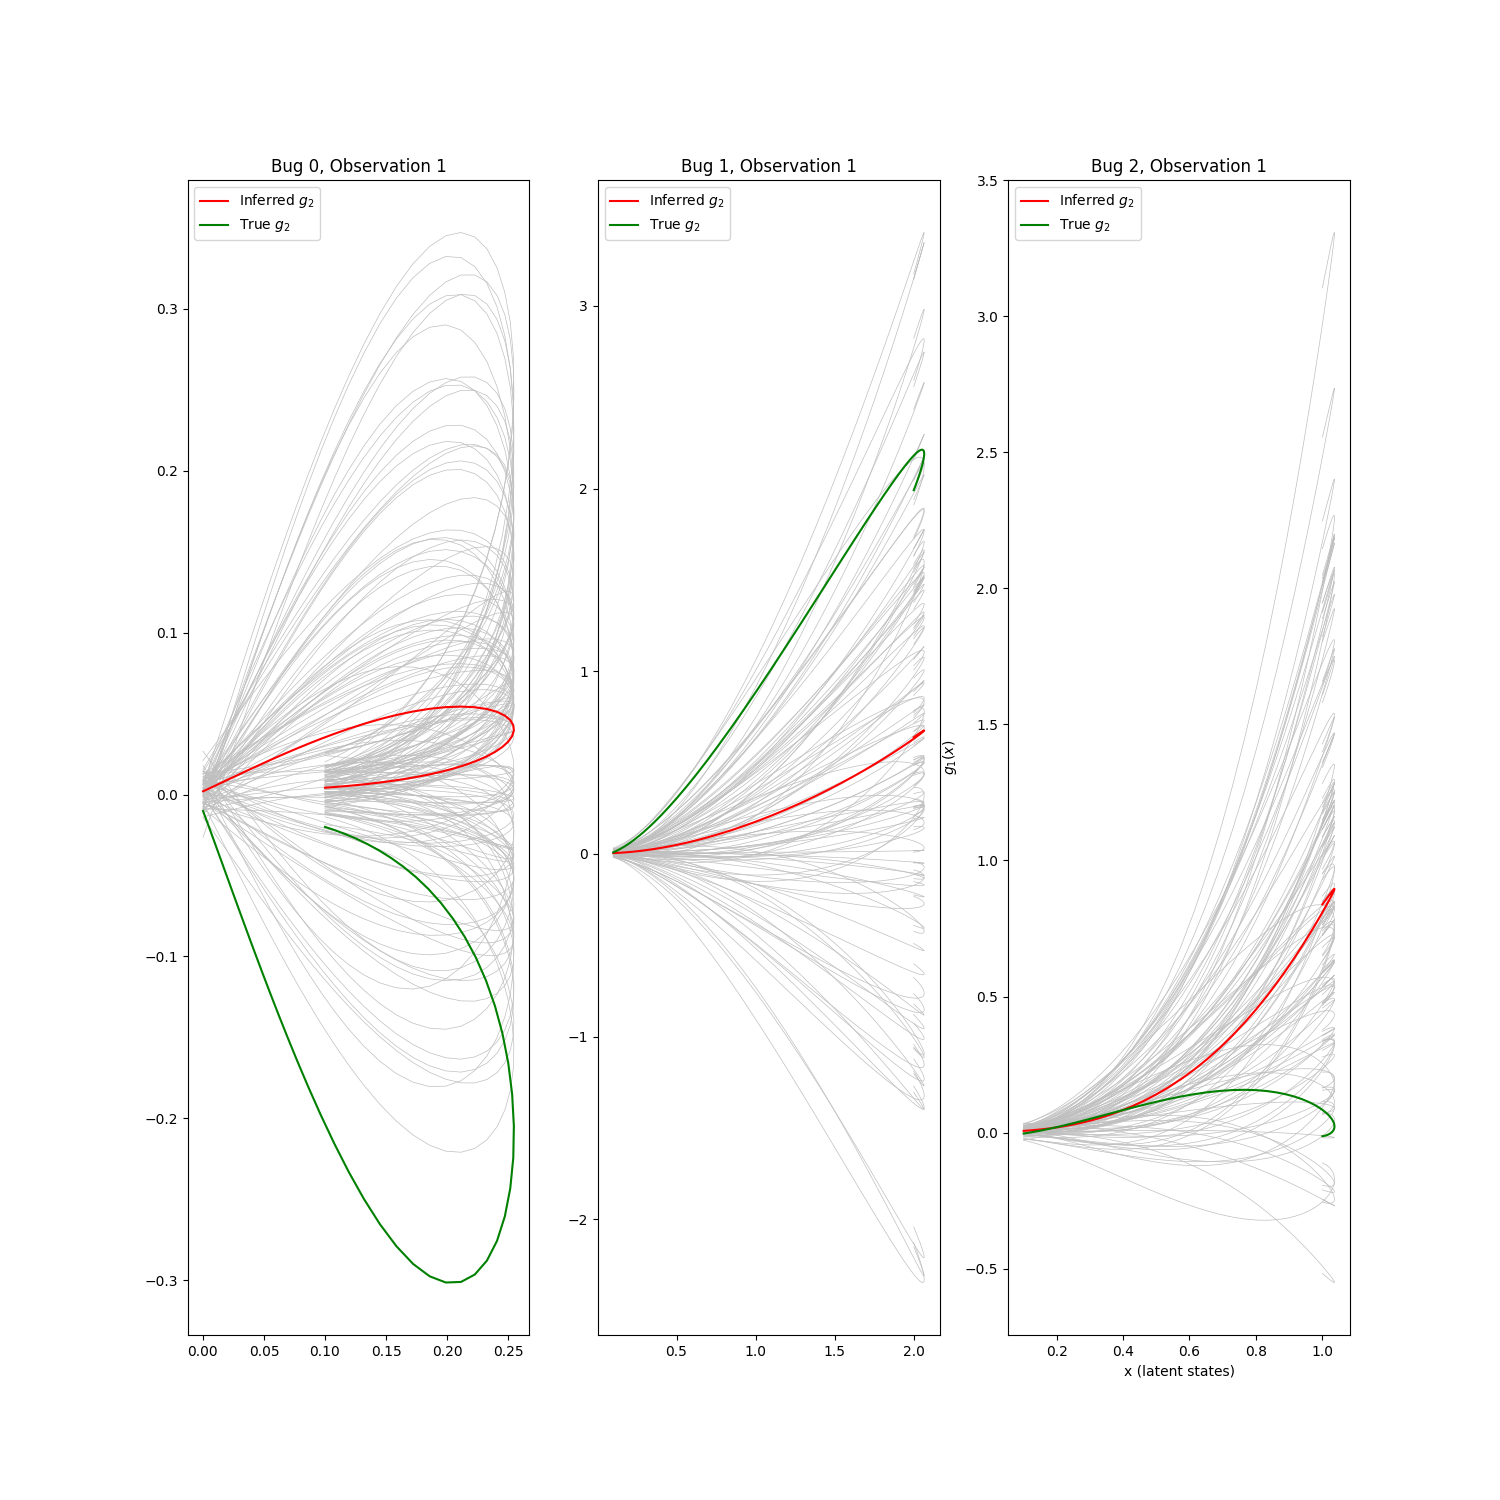 Bug 0, Observation 1
Inferred g₂
True g₂
0.3
0.2
0.1
0.0
−0.1
−0.2
−0.3
0.00 0.05 0.10 0.15 0.20 0.25
Bug 1, Observation 1
Inferred g₂
True g₂
3
2
1
0
−1
−2
0.5 1.0 1.5 2.0
Bug 2, Observation 1
Inferred g₂
True g₂
g₁(x)
3.5
3.0
2.5
2.0
1.5
1.0
0.5
0.0
−0.5
0.2 0.4 0.6 0.8 1.0
x (latent states)